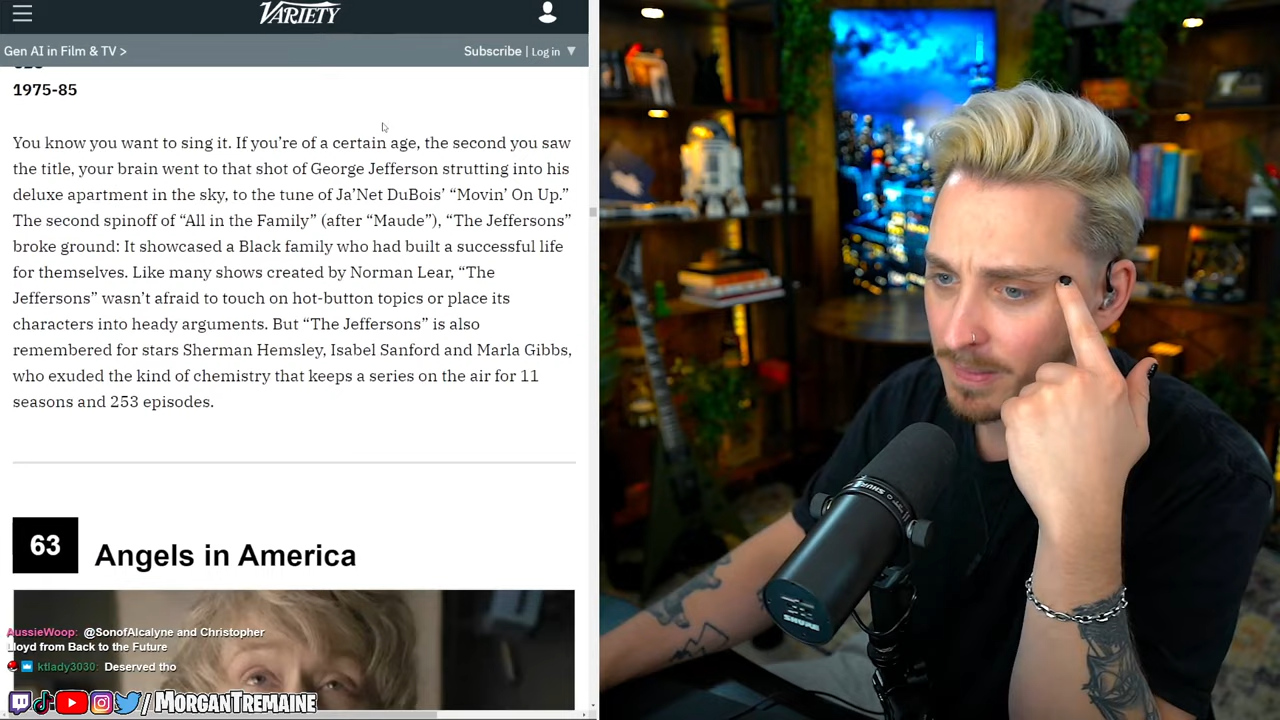 VARIETY
Gen AI in Film & TV >
Subscribe | Log in ▼
1975-85
You know you want to sing it. If you’re of a certain age, the second you saw
the title, your brain went to that shot of George Jefferson strutting into his
deluxe apartment in the sky, to the tune of Ja’Net DuBois’ “Movin’ On Up.”
The second spinoff of “All in the Family” (after “Maude”), “The Jeffersons”
broke ground: It showcased a Black family who had built a successful life
for themselves. Like many shows created by Norman Lear, “The
Jeffersons” wasn’t afraid to touch on hot-button topics or place its
characters into heady arguments. But “The Jeffersons” is also
remembered for stars Sherman Hemsley, Isabel Sanford and Marla Gibbs,
who exuded the kind of chemistry that keeps a series on the air for 11
seasons and 253 episodes.
63 Angels in America
AussieWoop: @SonofAlcalyne and Christopher
Lloyd from Back to the Future
ktlady3030: Deserved tho
/ MORGANTREMAINE
SHURE
SHURE